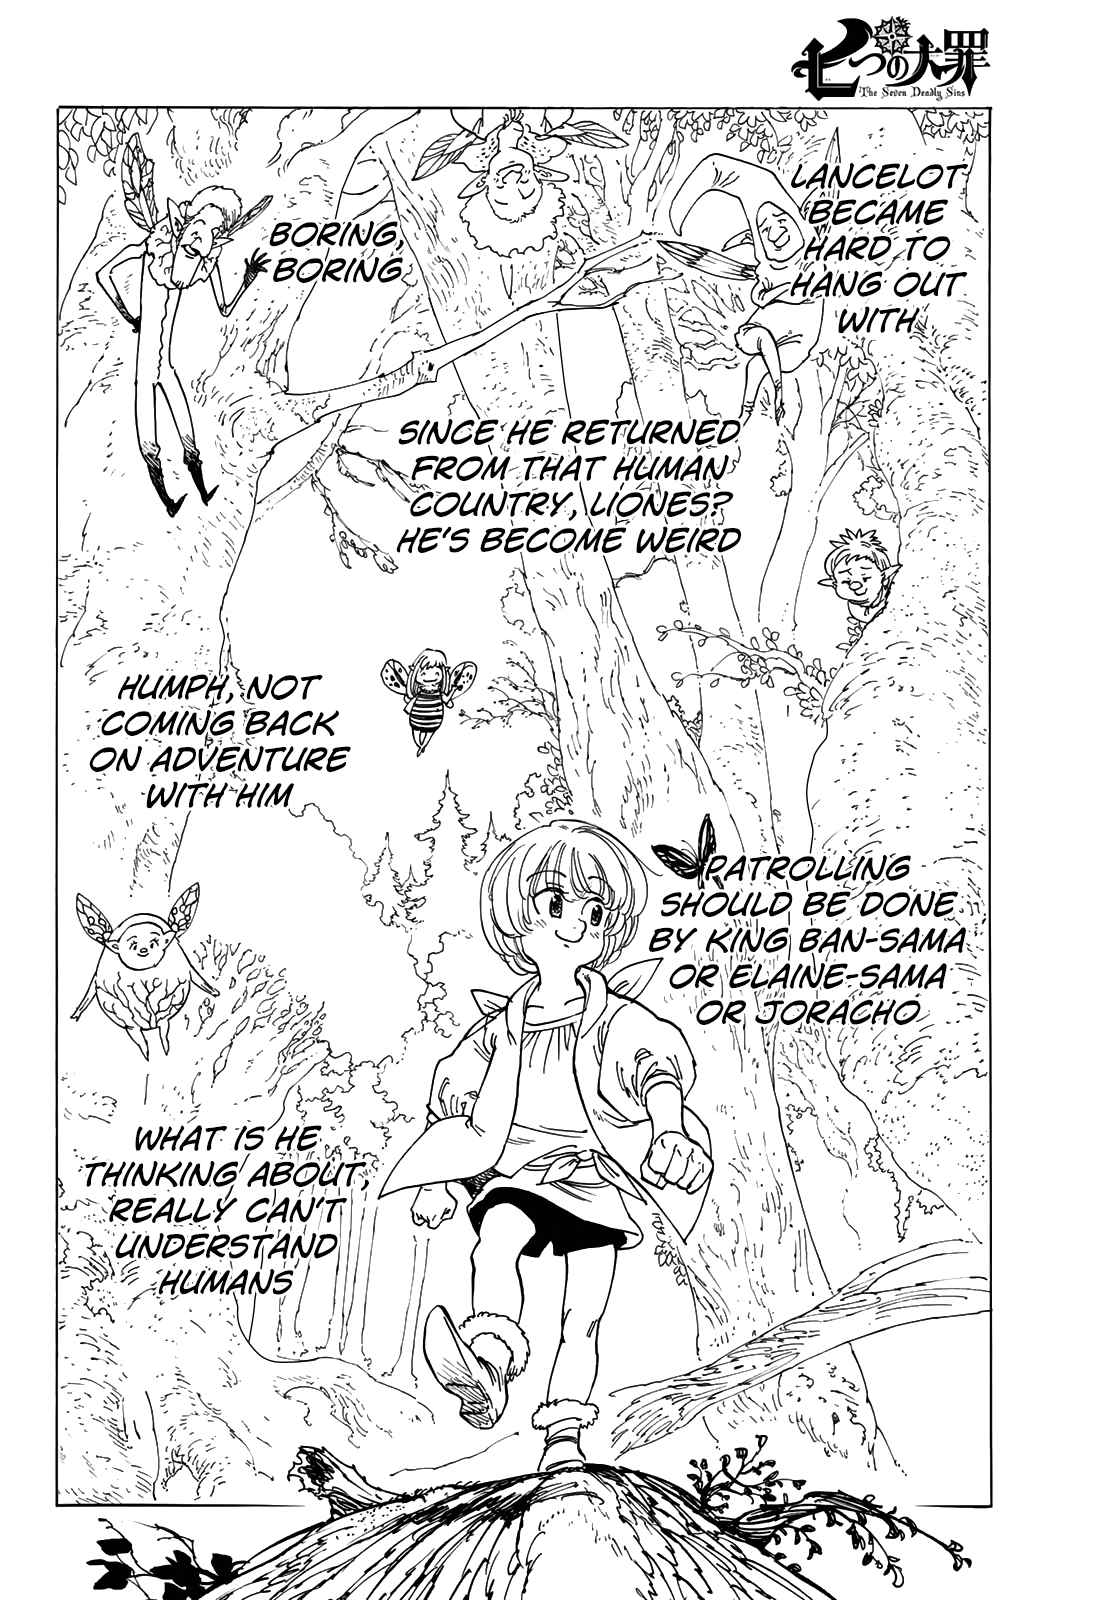 七つの大罪
The Seven Deadly Sins
LANCELOT
BECAME
HARD TO
HANG OUT
WITH
BORING,
BORING
SINCE HE RETURNED
FROM THAT HUMAN
COUNTRY, LIONES?
HE'S BECOME WEIRD
HUMPH, NOT
COMING BACK
ON ADVENTURE
WITH HIM
PATROLLING
SHOULD BE DONE
BY KING BAN-SAMA
OR ELAINE-SAMA
OR JORACHO
WHAT IS HE
THINKING ABOUT,
REALLY CAN'T
UNDERSTAND
HUMANS